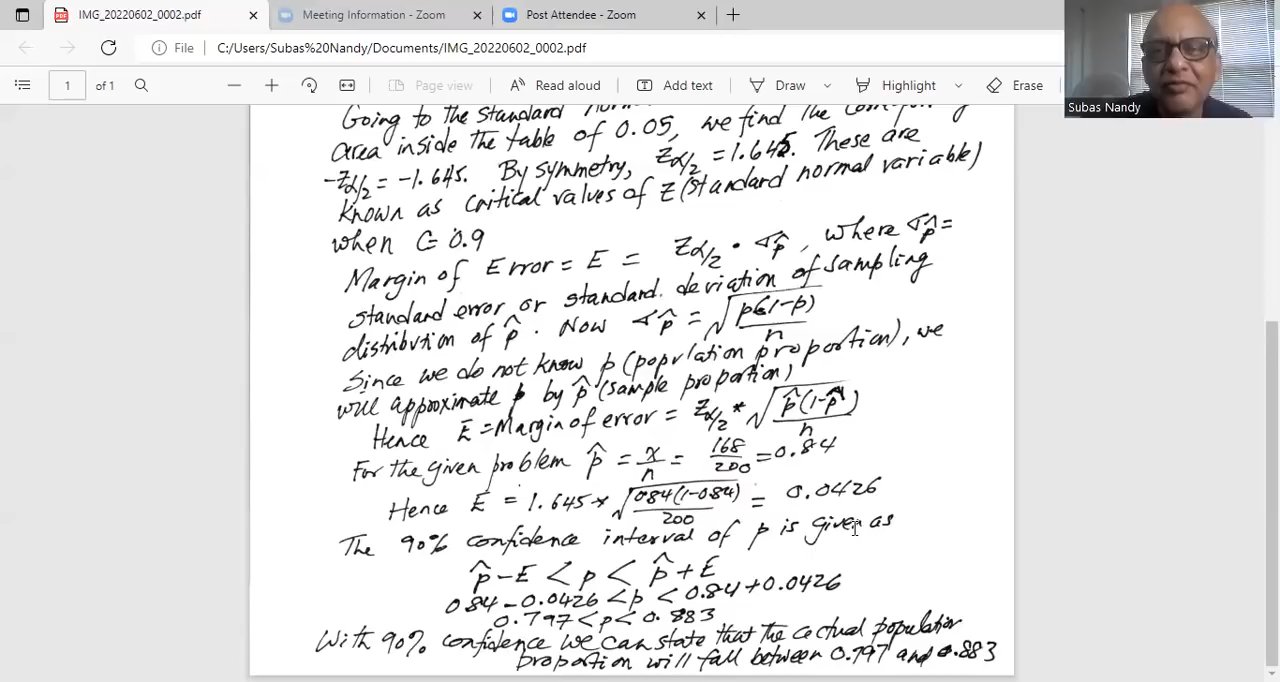 IMG_20220602_0002.pdf
Meeting Information - Zoom
Post Attendee - Zoom
File C:/Users/Subas%20Nandy/Documents/IMG_20220602_0002.pdf
1 of 1 Page view Read aloud Add text Draw Highlight Erase
Subas Nandy
Going to the standard
area inside the table of 0.05, we find the
-Zα/2 = -1.645. By symmetry, Zα/2 = 1.645. These are
known as critical values of Z (standard normal variable)
when C = 0.9
Margin of Error = E = Zα/2 · σp̂, where σp̂ =
standard error or standard deviation of sampling
distribution of p̂. Now σp̂ = √(p(1-p)/n)
Since we do not know p (population proportion), we
will approximate p by p̂ (sample proportion)
Hence E = Margin of error = Zα/2 * √(p̂(1-p̂)/n)
For the given problem p̂ = x/n = 168/200 = 0.84
Hence E = 1.645 * √(0.84(1-0.84)/200) = 0.0426
The 90% confidence interval of p is given as
p̂ - E < p < p̂ + E
0.84 - 0.0426 < p < 0.84 + 0.0426
0.797 < p < 0.883
With 90% confidence we can state that the actual population
proportion will fall between 0.797 and 0.883